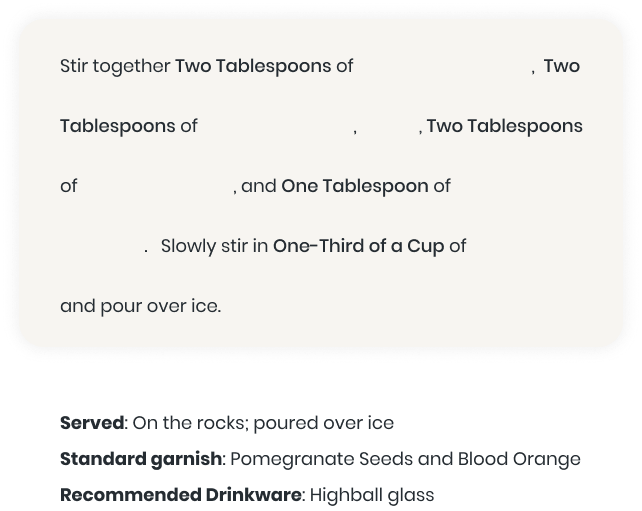 Stir together Two Tablespoons of , Two
Tablespoons of , , Two Tablespoons
of , and One Tablespoon of
. Slowly stir in One-Third of a Cup of
and pour over ice.
Served: On the rocks; poured over ice
Standard garnish: Pomegranate Seeds and Blood Orange
Recommended Drinkware: Highball glass